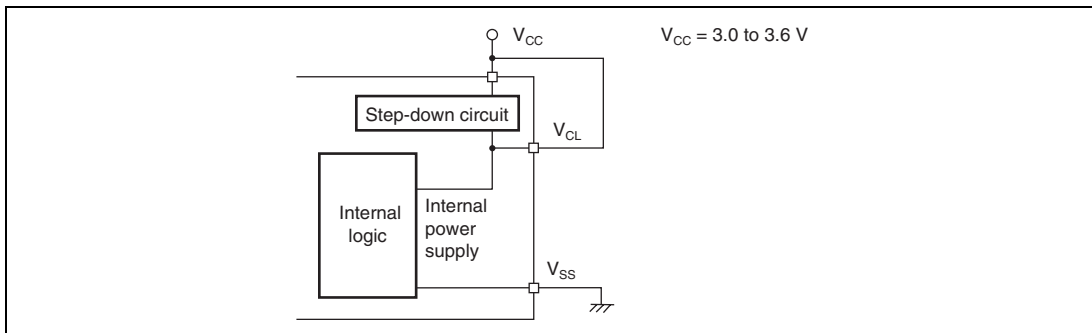 V_CC
V_CC = 3.0 to 3.6 V
Step-down circuit
V_CL
Internal
logic
Internal
power
supply
V_SS